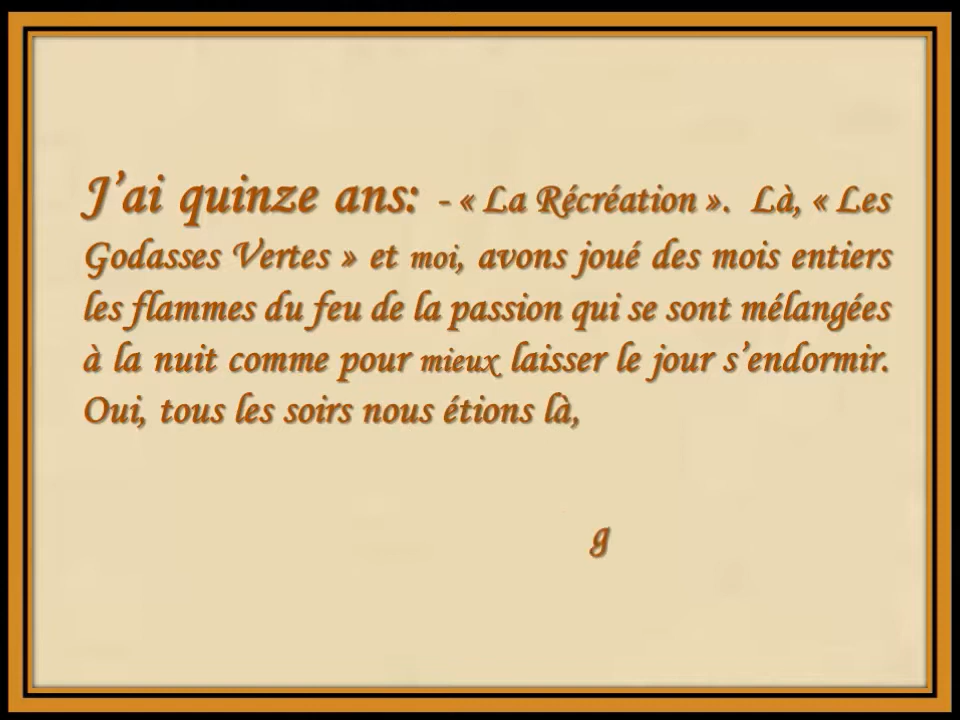 J’ai quinze ans: - « La Récréation ». Là, « Les
Godasses Vertes » et moi, avons joué des mois entiers
les flammes du feu de la passion qui se sont mélangées
à la nuit comme pour mieux laisser le jour s’endormir.
Oui, tous les soirs nous étions là,
g